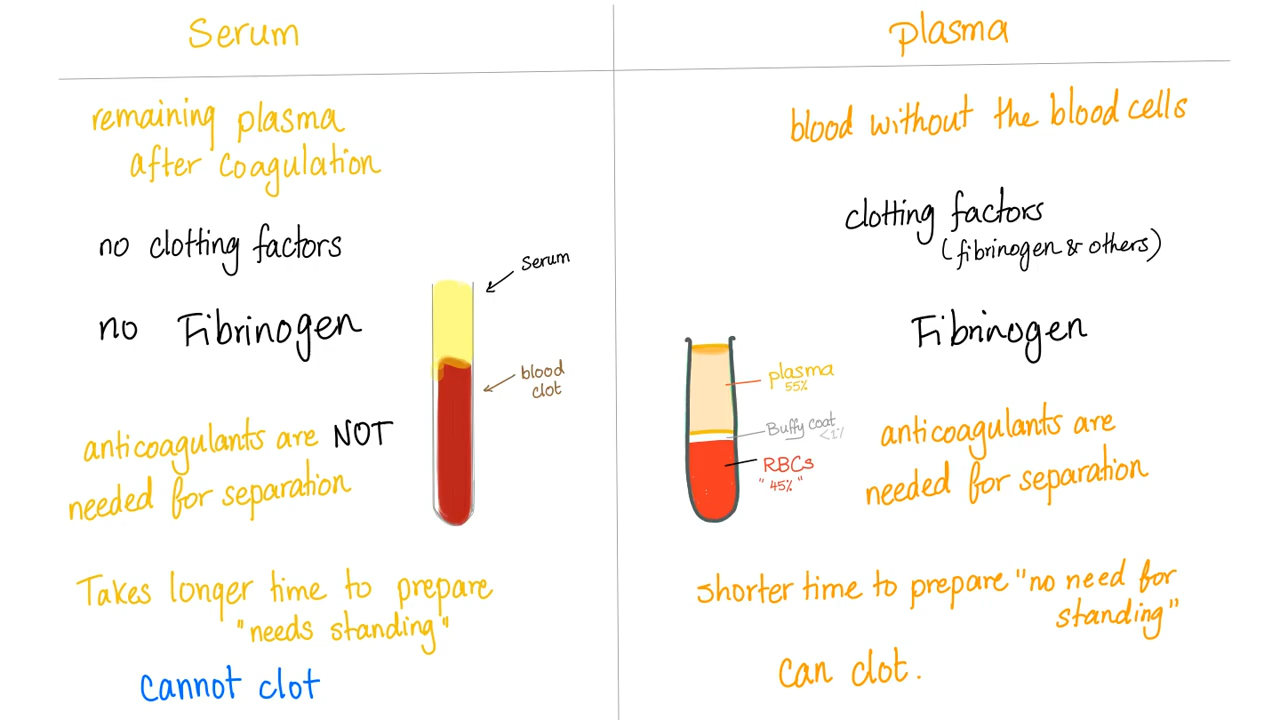 Serum
remaining plasma
after coagulation
no clotting factors
no Fibrinogen
Serum
blood
clot
anticoagulants are NOT
needed for separation
Takes longer time to prepare
"needs standing"
cannot clot
plasma
blood without the blood cells
clotting factors
(fibrinogen & others)
Fibrinogen
plasma
55%
Buffy coat
<1%
RBCs
"45%"
anticoagulants are
needed for separation
shorter time to prepare "no need for
standing"
can clot.